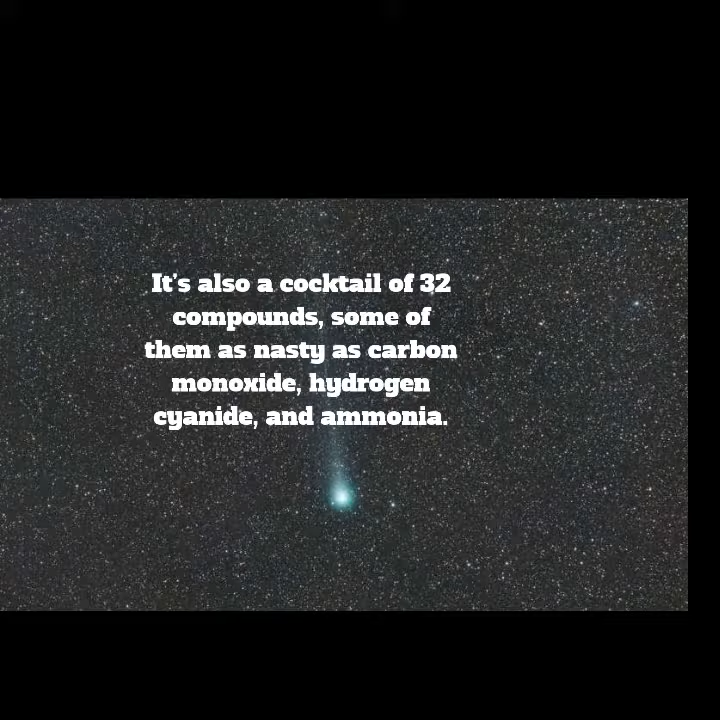 It's also a cocktail of 32
compounds, some of
them as nasty as carbon
monoxide, hydrogen
cyanide, and ammonia.